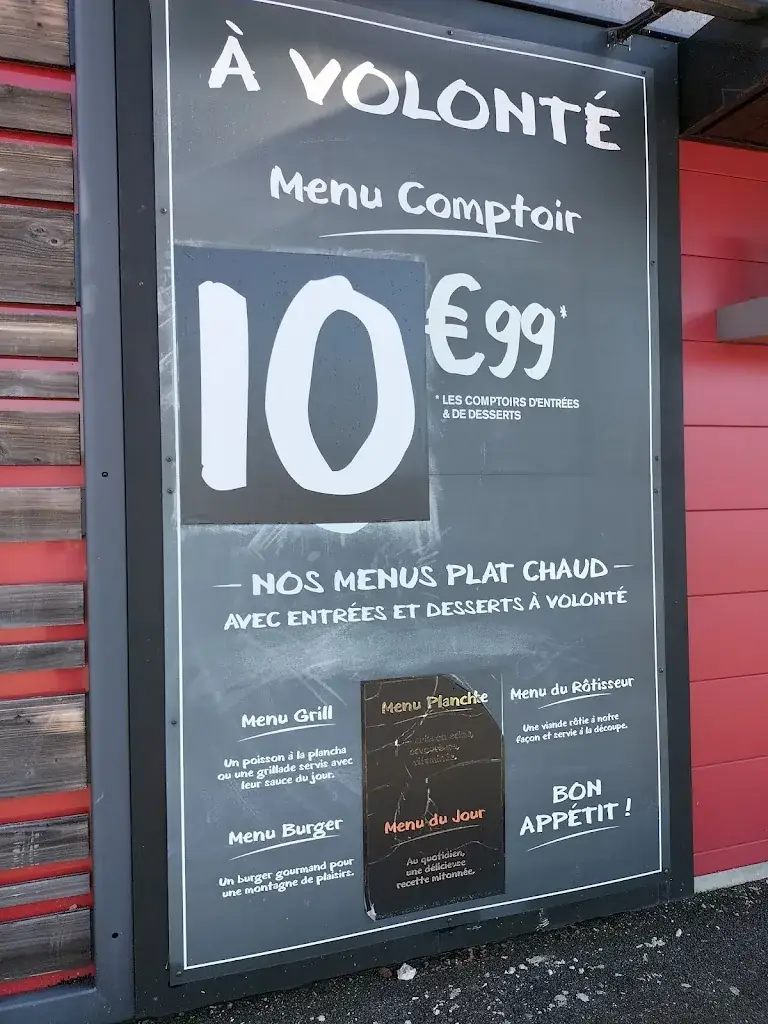 À VOLONTÉ
Menu Comptoir
10 €99*
* LES COMPTOIRS D'ENTRÉES
& DE DESSERTS
— NOS MENUS PLAT CHAUD —
AVEC ENTRÉES ET DESSERTS À VOLONTÉ
Menu Grill
Un poisson à la plancha
ou une grillade servis avec
leur sauce du jour.
Menu Burger
Un burger gourmand pour
une montagne de plaisirs.
Menu Planche
Menu du Jour
Au quotidien,
une délicieuse
recette mitonnée.
Menu du Rôtisseur
Une viande rôtie à notre
façon et servie à la découpe.
BON
APPÉTIT !